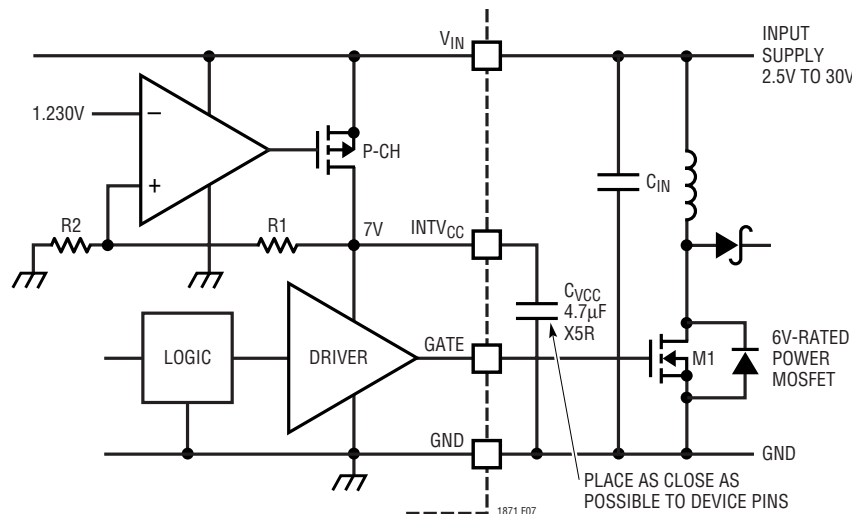 V_IN
INPUT
SUPPLY
2.5V TO 30V
1.230V
−
+
P-CH
C_IN
R2
R1
7V
INTV_CC
C_VCC
4.7µF
X5R
LOGIC
DRIVER
GATE
M1
6V-RATED
POWER
MOSFET
GND
GND
PLACE AS CLOSE AS
POSSIBLE TO DEVICE PINS
1871 F07